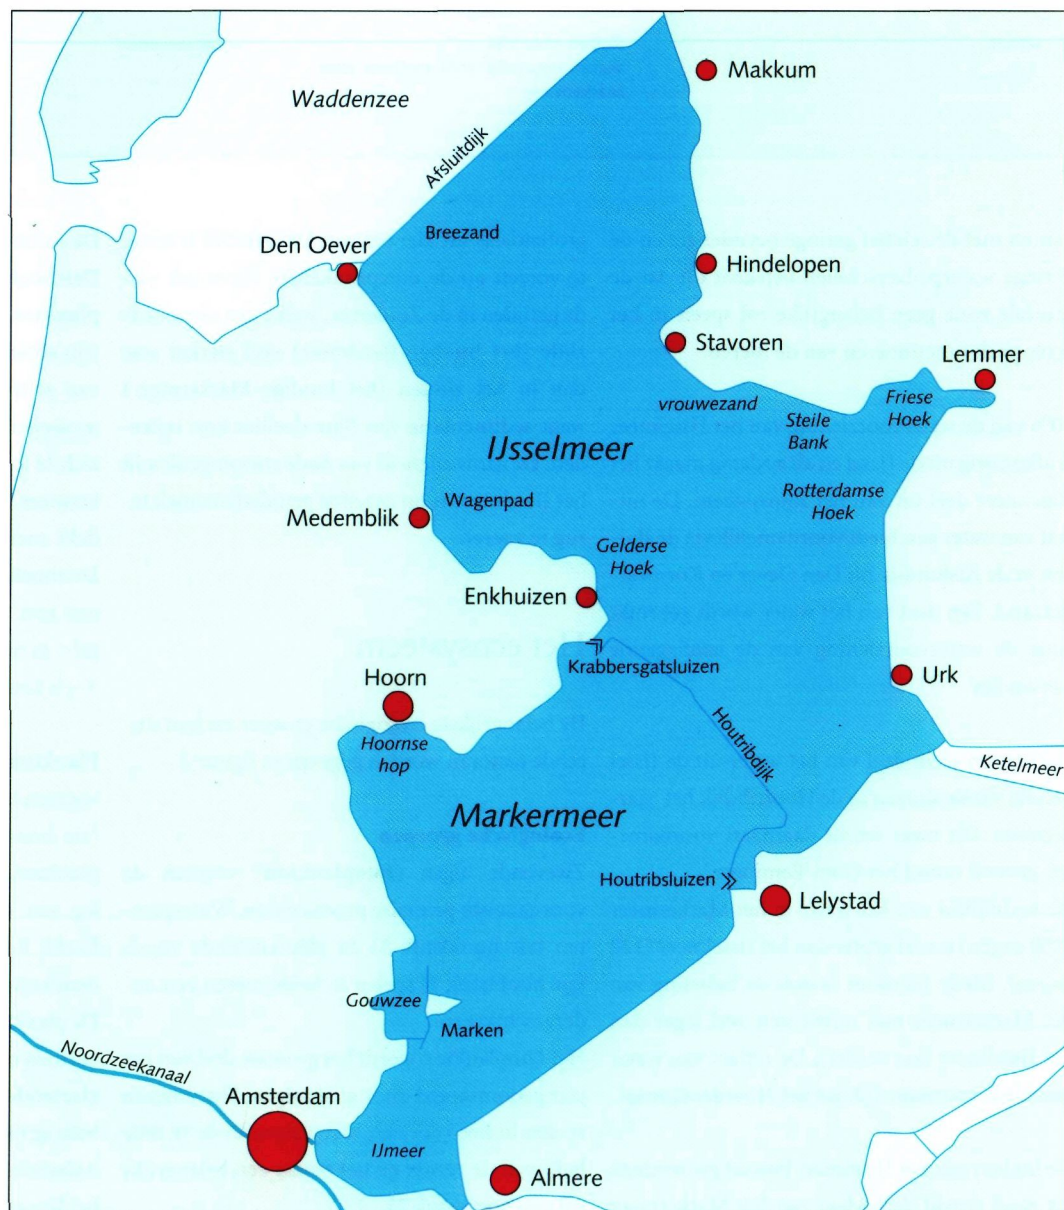 Makkum
Waddenzee
Afsluitdijk
Breezand
Den Oever
Hindelopen
Stavoren
Lemmer
vrouwezand
Friese
Hoek
Steile
Bank
IJsselmeer
Rotterdamse
Hoek
Wagenpad
Medemblik
Gelderse
Hoek
Enkhuizen
Krabbersgatsluizen
Urk
Hoorn
Hoornse
hop
Houtribdijk
Ketelmeer
Markermeer
Houtribsluizen
Lelystad
Gouwzee
Marken
Noordzeekanaal
Amsterdam
IJmeer
Almere